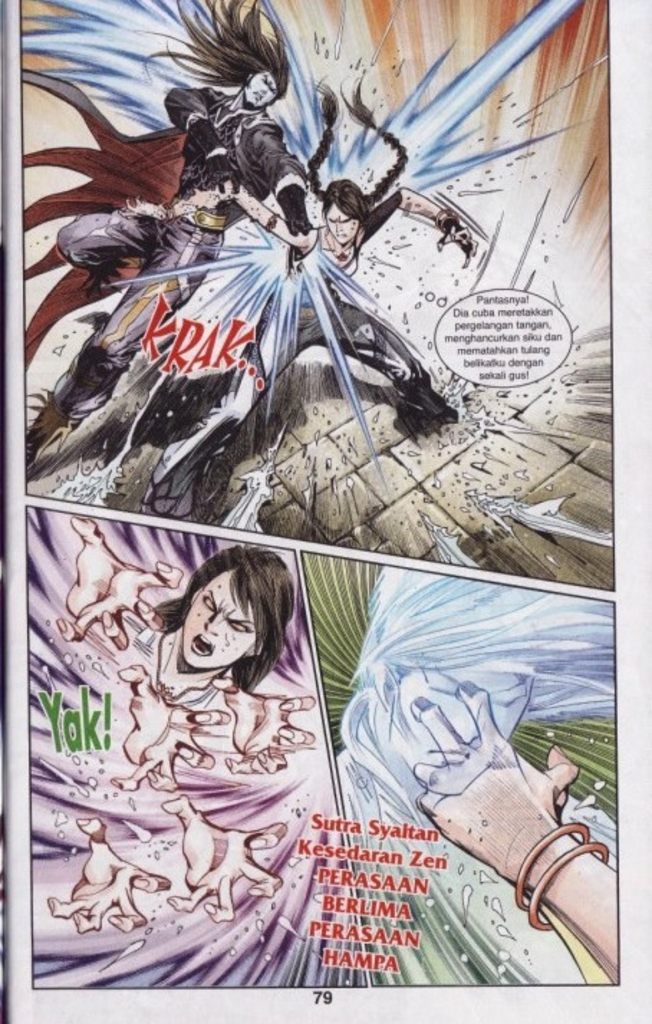 Pantasnya!
Dia cuba meretakkan
pergelangan tangan,
menghancurkan siku dan
mematahkan tulang
belikatku dengan
sekali gus!
KRAK...
Yak!
Sutra Syaitan
Kesedaran Zen
PERASAAN
BERLIMA
PERASAAN
HAMPA
79